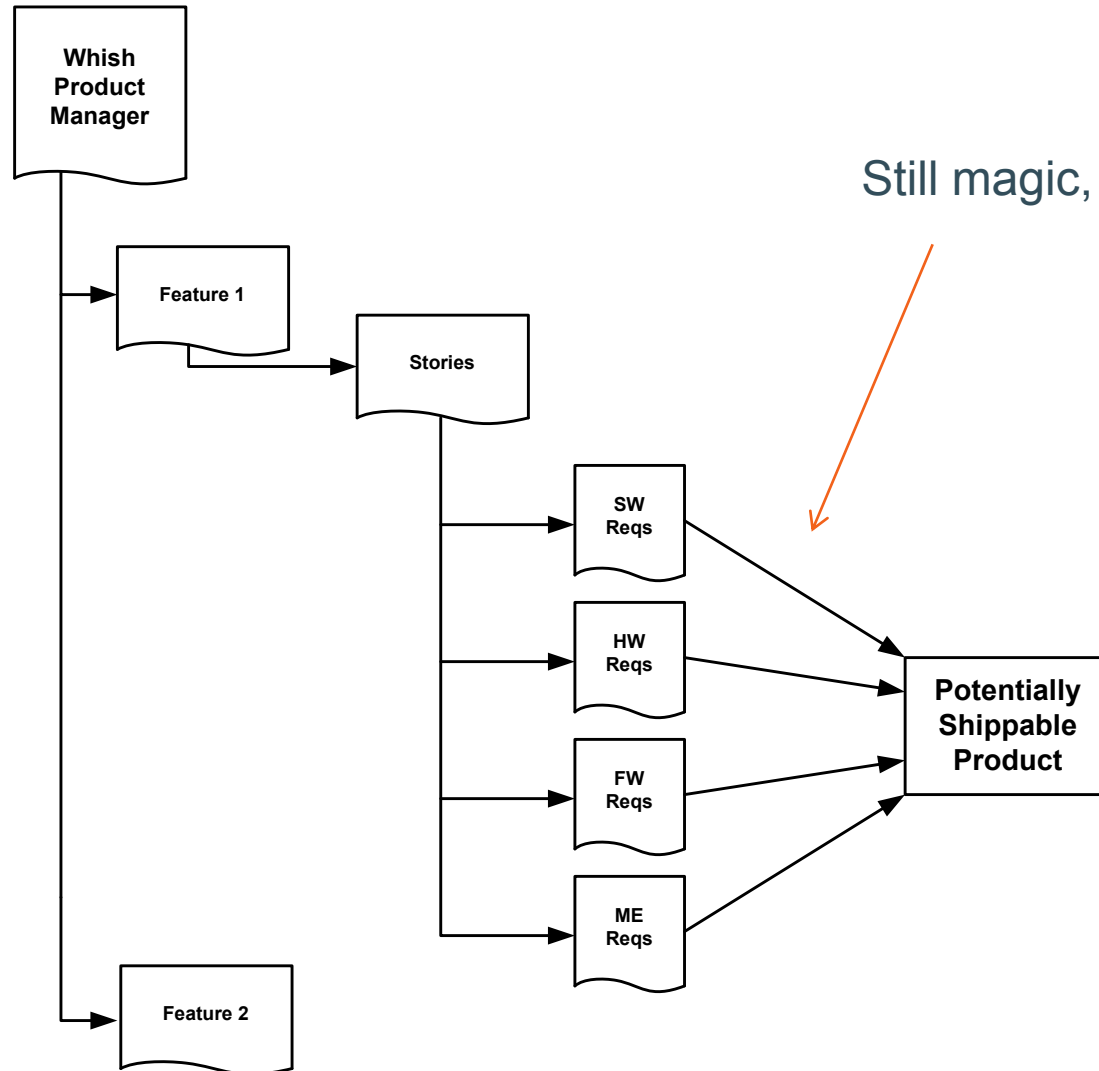 Whish
Product
Manager
Still magic,
Feature 1
Stories
SW
Reqs
HW
Reqs
Potentially
Shippable
Product
FW
Reqs
ME
Reqs
Feature 2